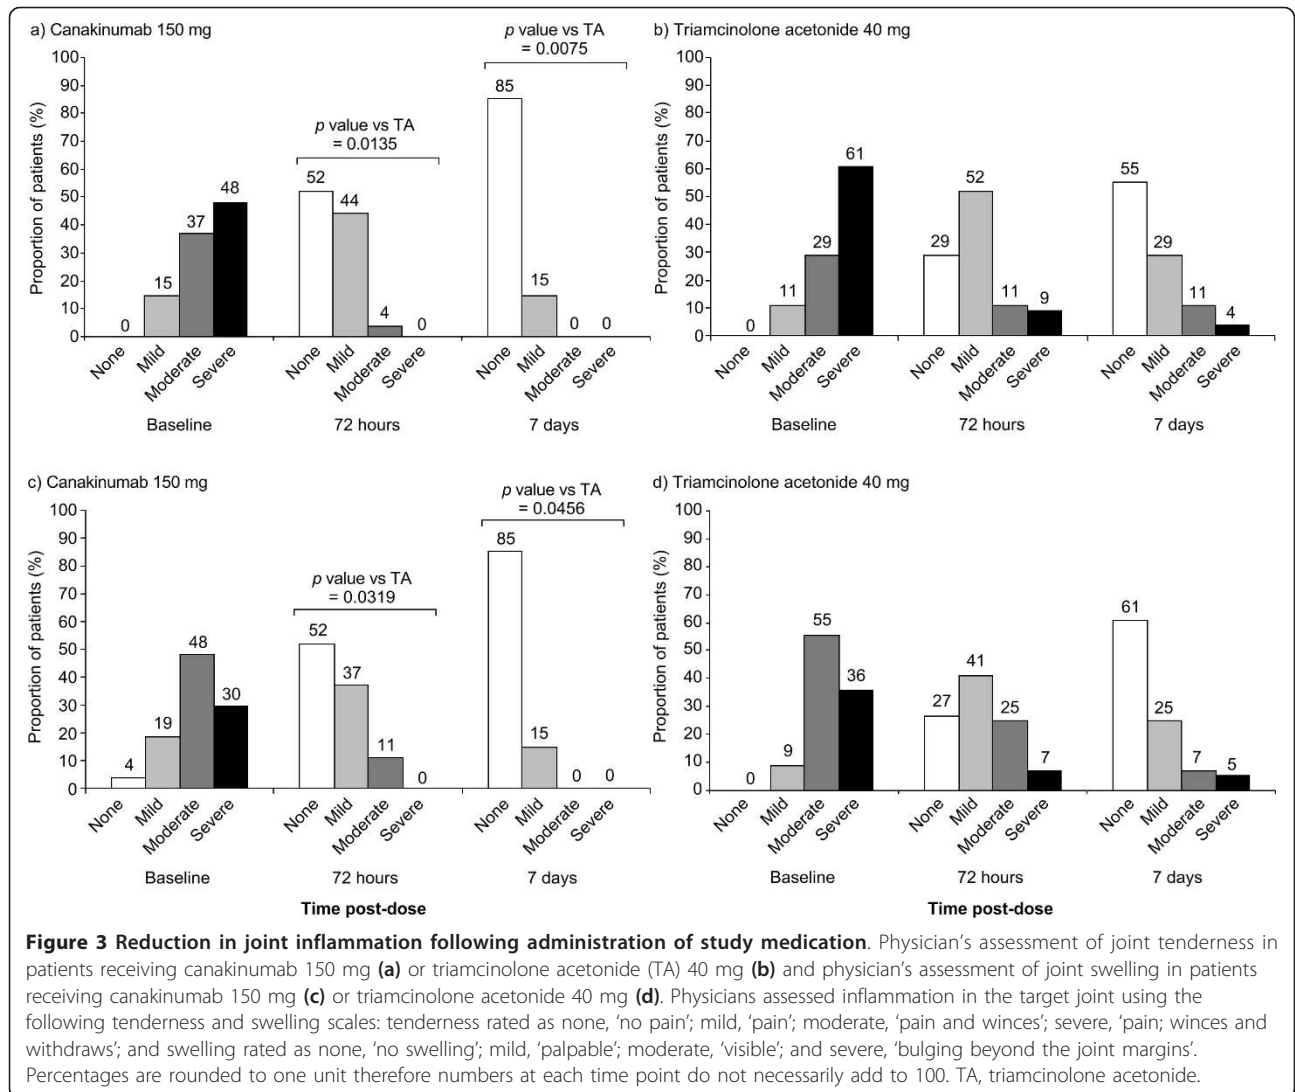 a) Canakinumab 150 mg
p value vs TA
= 0.0075
p value vs TA
= 0.0135
Proportion of patients (%)
100
90
80
70
60
50
40
30
20
10
0
0 15 37 48
52 44 4 0
85 15 0 0
None Mild Moderate Severe
None Mild Moderate Severe
None Mild Moderate Severe
Baseline 72 hours 7 days
b) Triamcinolone acetonide 40 mg
Proportion of patients (%)
100
90
80
70
60
50
40
30
20
10
0
0 11 29 61
29 52 11 9
55 29 11 4
None Mild Moderate Severe
None Mild Moderate Severe
None Mild Moderate Severe
Baseline 72 hours 7 days
c) Canakinumab 150 mg
p value vs TA
= 0.0456
p value vs TA
= 0.0319
Proportion of patients (%)
100
90
80
70
60
50
40
30
20
10
0
4 19 48 30
52 37 11 0
85 15 0 0
None Mild Moderate Severe
None Mild Moderate Severe
None Mild Moderate Severe
Baseline 72 hours 7 days
Time post-dose
d) Triamcinolone acetonide 40 mg
Proportion of patients (%)
100
90
80
70
60
50
40
30
20
10
0
0 9 55 36
27 41 25 7
61 25 7 5
None Mild Moderate Severe
None Mild Moderate Severe
None Mild Moderate Severe
Baseline 72 hours 7 days
Time post-dose
Figure 3 Reduction in joint inflammation following administration of study medication. Physician's assessment of joint tenderness in
patients receiving canakinumab 150 mg (a) or triamcinolone acetonide (TA) 40 mg (b) and physician's assessment of joint swelling in patients
receiving canakinumab 150 mg (c) or triamcinolone acetonide 40 mg (d). Physicians assessed inflammation in the target joint using the
following tenderness and swelling scales: tenderness rated as none, 'no pain'; mild, 'pain'; moderate, 'pain and winces'; severe, 'pain; winces and
withdraws'; and swelling rated as none, 'no swelling'; mild, 'palpable'; moderate, 'visible'; and severe, 'bulging beyond the joint margins'.
Percentages are rounded to one unit therefore numbers at each time point do not necessarily add to 100. TA, triamcinolone acetonide.